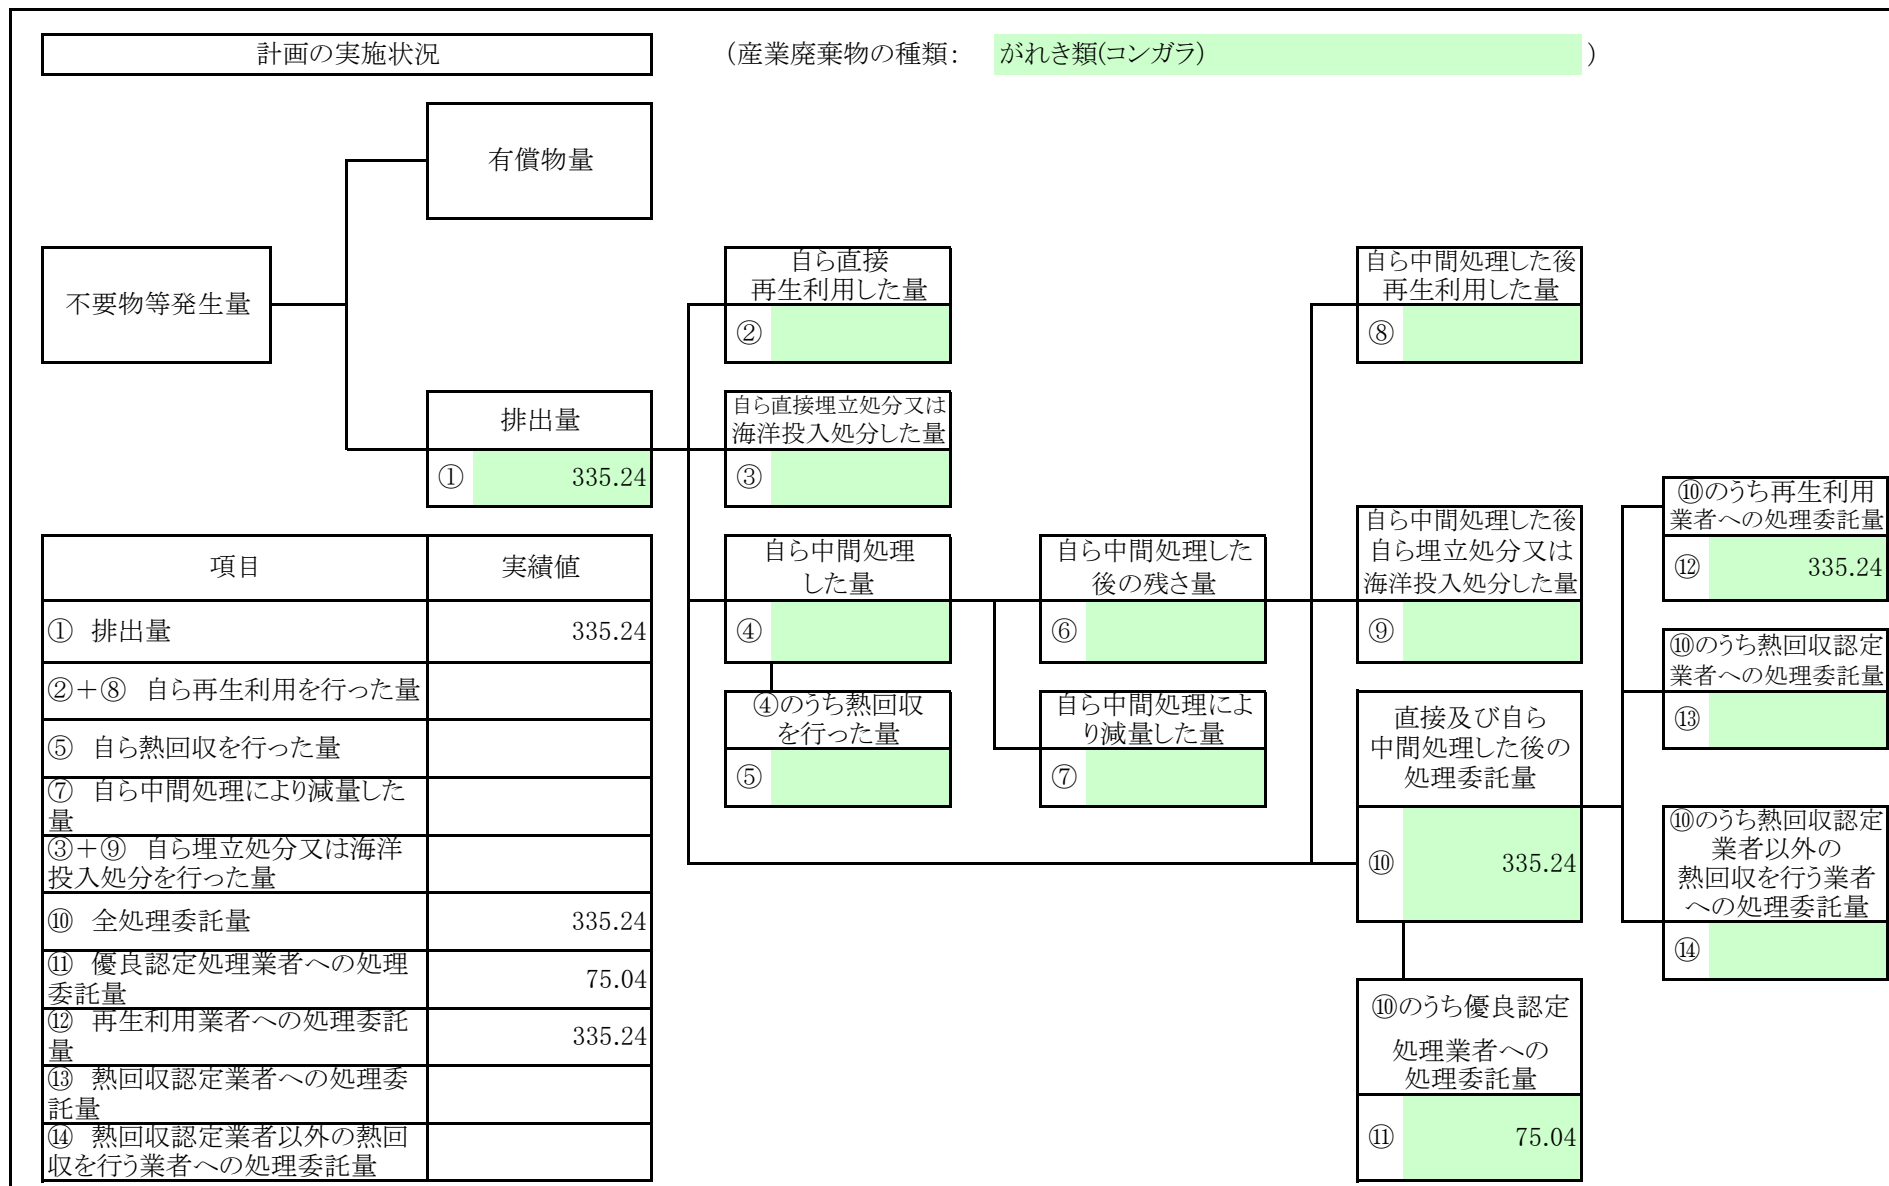 計画の実施状況
（産業廃棄物の種類： がれき類(コンガラ) ）
有償物量
不要物等発生量
自ら直接
再生利用した量
②
自ら中間処理した後
再生利用した量
⑧
排出量
① 335.24
自ら直接埋立処分又は
海洋投入処分した量
③
自ら中間処理
した量
④
自ら中間処理した
後の残さ量
⑥
自ら中間処理した後
自ら埋立処分又は
海洋投入処分した量
⑨
⑩のうち再生利用
業者への処理委託量
⑫ 335.24
④のうち熱回収
を行った量
⑤
自ら中間処理によ
り減量した量
⑦
直接及び自ら
中間処理した後の
処理委託量
⑩ 335.24
⑩のうち熱回収認定
業者への処理委託量
⑬
⑩のうち熱回収認定
業者以外の
熱回収を行う業者
への処理委託量
⑭
⑩のうち優良認定
処理業者への
処理委託量
⑪ 75.04
項目 実績値
① 排出量 335.24
②＋⑧ 自ら再生利用を行った量
⑤ 自ら熱回収を行った量
⑦ 自ら中間処理により減量した
量
③＋⑨ 自ら埋立処分又は海洋
投入処分を行った量
⑩ 全処理委託量 335.24
⑪ 優良認定処理業者への処理
委託量 75.04
⑫ 再生利用業者への処理委託
量 335.24
⑬ 熱回収認定業者への処理委
託量
⑭ 熱回収認定業者以外の熱回
収を行う業者への処理委託量